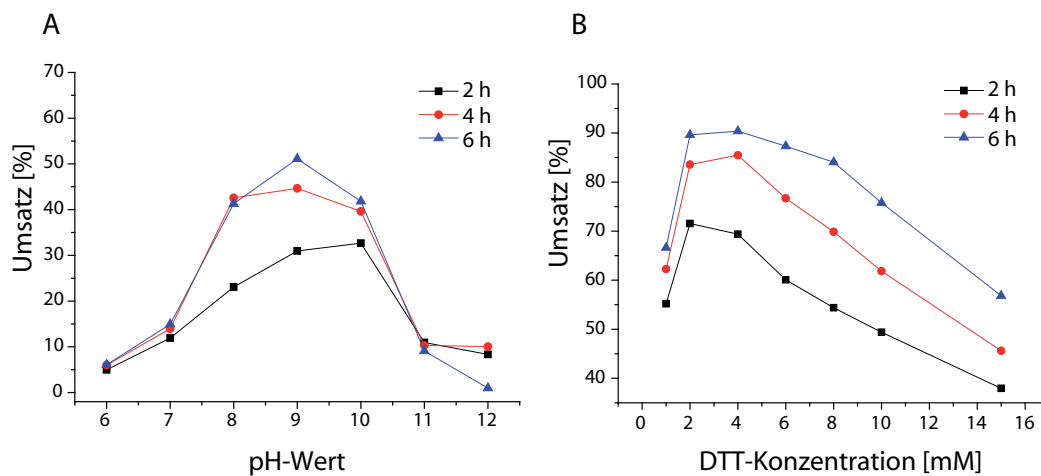 A
Umsatz [%]
70
60
50
40
30
20
10
0
2 h
4 h
6 h
6 7 8 9 10 11 12
pH-Wert
B
Umsatz [%]
100
90
80
70
60
50
40
2 h
4 h
6 h
0 2 4 6 8 10 12 14 16
DTT-Konzentration [mM]